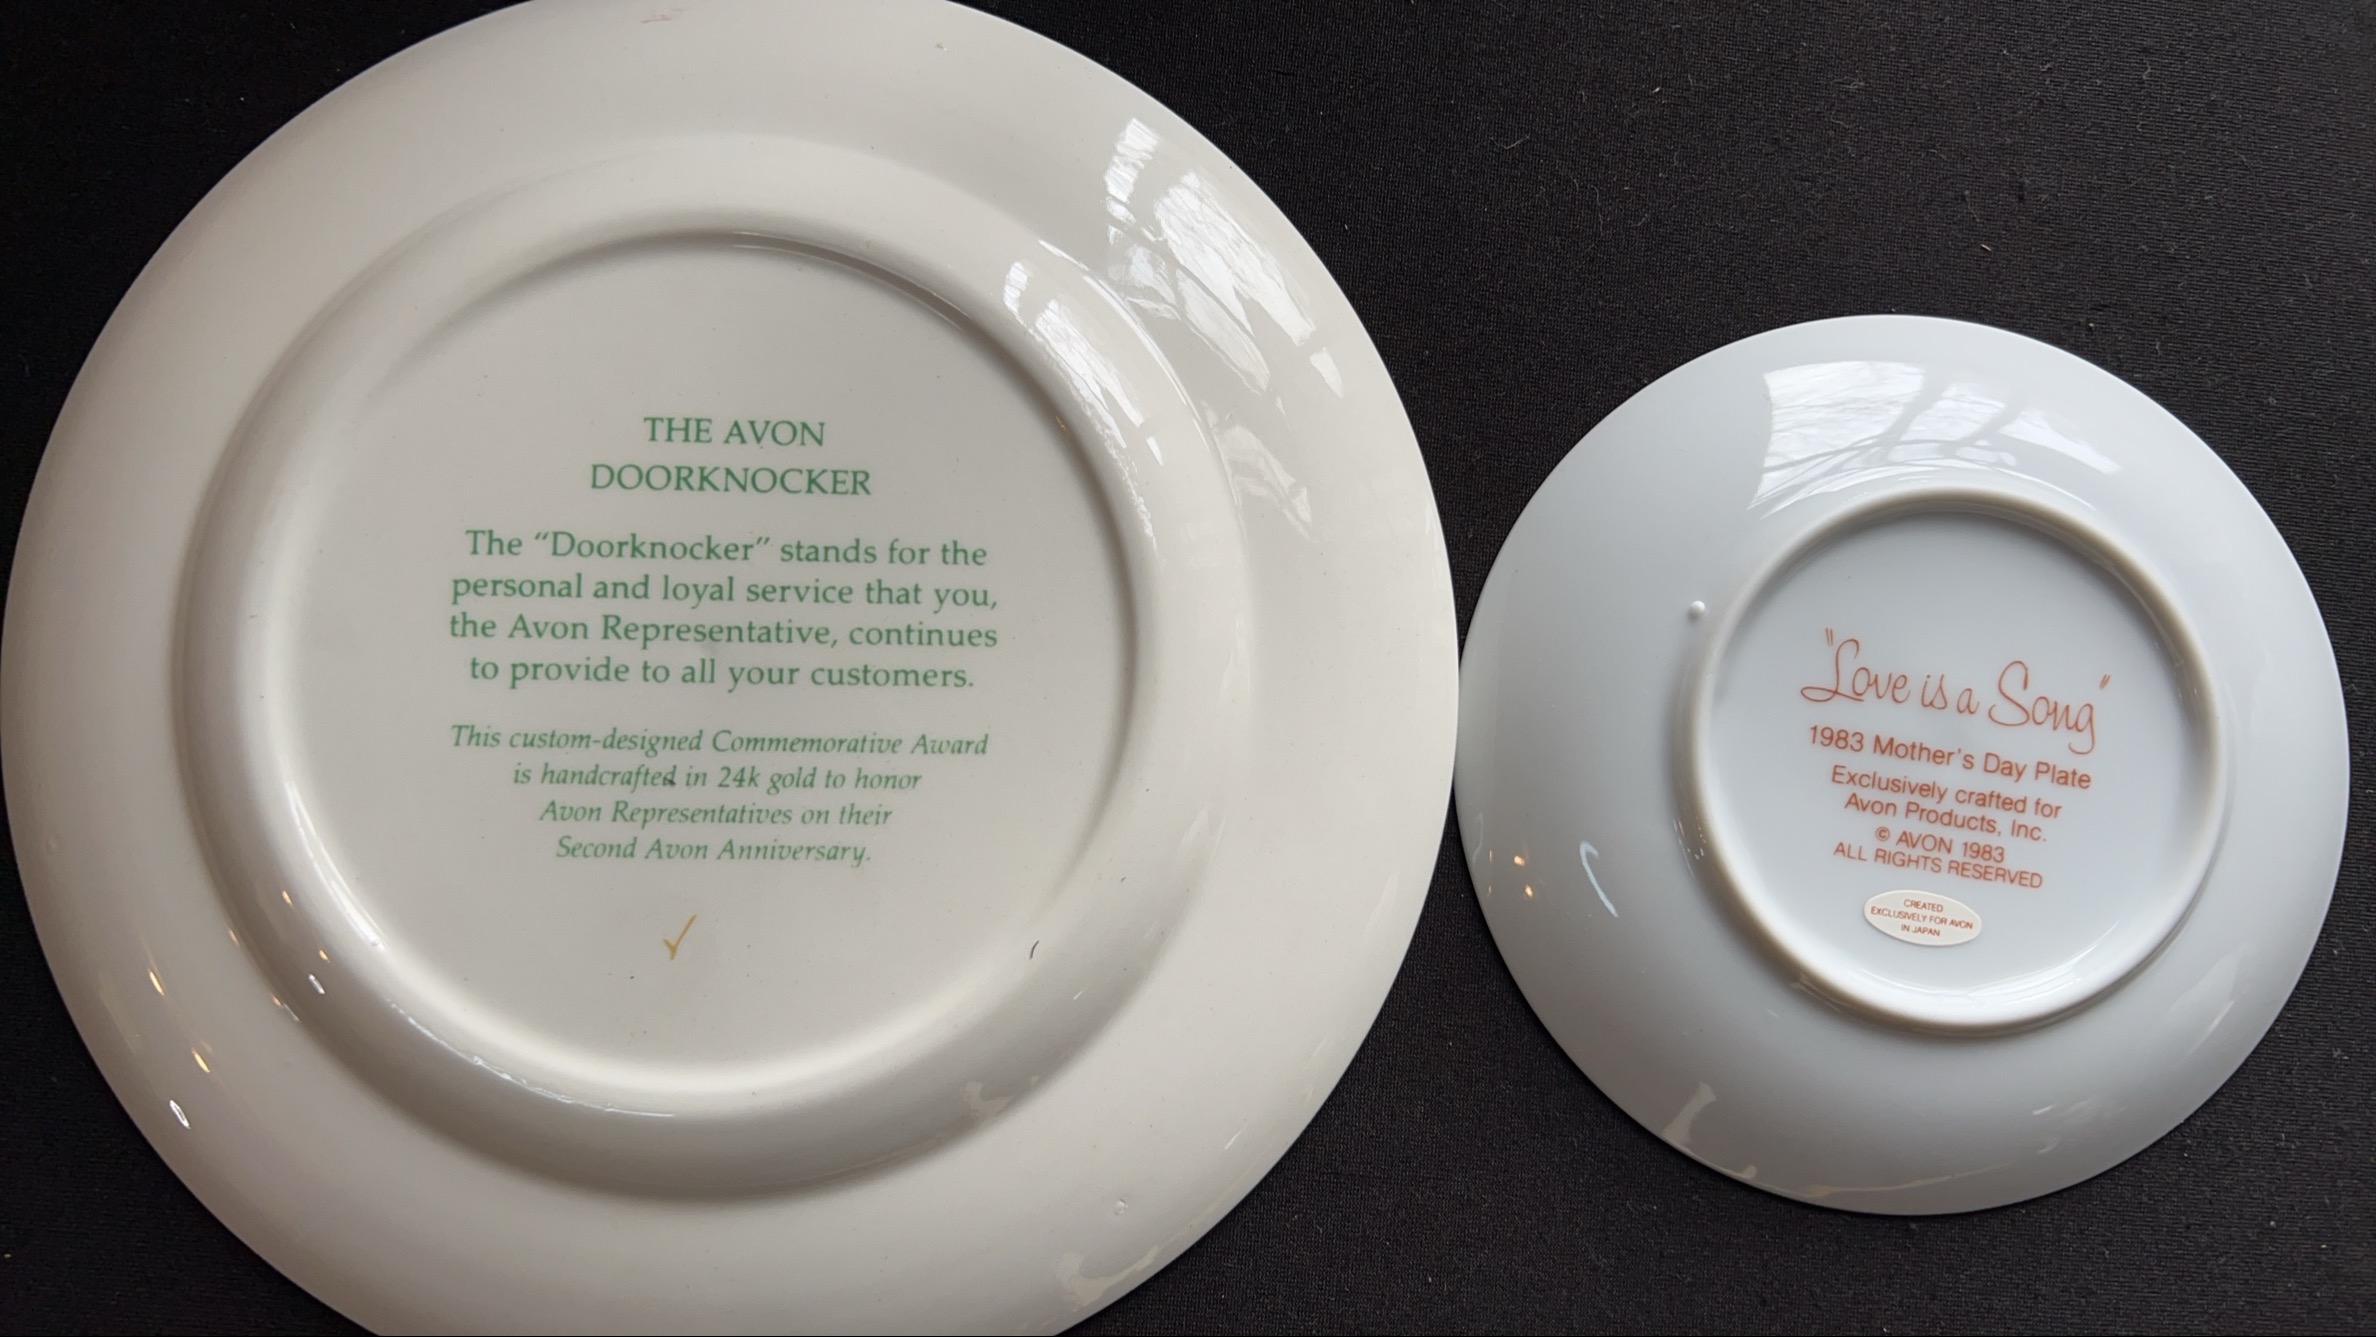 THE AVON
DOORKNOCKER
The “Doorknocker” stands for the
personal and loyal service that you,
the Avon Representative, continues
to provide to all your customers.
This custom-designed Commemorative Award
is handcrafted in 24k gold to honor
Avon Representatives on their
Second Avon Anniversary.
"Love is a Song"
1983 Mother's Day Plate
Exclusively crafted for
Avon Products, Inc.
© AVON 1983
ALL RIGHTS RESERVED
CREATED
EXCLUSIVELY FOR AVON
IN JAPAN